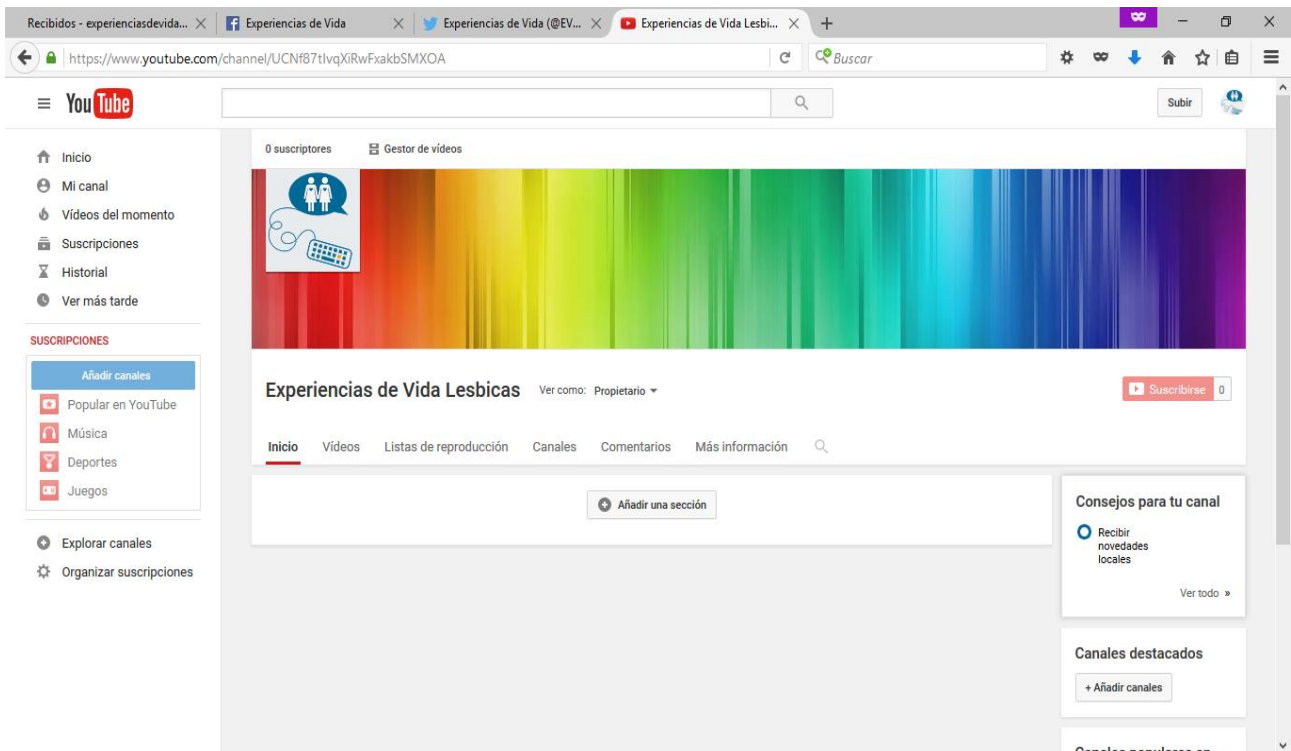 Recibidos - experienciasdevida...
Experiencias de Vida
Experiencias de Vida (@EV...
Experiencias de Vida Lesbi...
https://www.youtube.com/channel/UCNf87tIvqXiRwFxakbSMXOA
Buscar
YouTube
Subir
Inicio
Mi canal
Vídeos del momento
Suscripciones
Historial
Ver más tarde
SUSCRIPCIONES
Añadir canales
Popular en YouTube
Música
Deportes
Juegos
Explorar canales
Organizar suscripciones
0 suscriptores
Gestor de vídeos
Experiencias de Vida Lesbicas
Ver como: Propietario
Suscribirse 0
Inicio Vídeos Listas de reproducción Canales Comentarios Más información
Añadir una sección
Consejos para tu canal
Recibir
novedades
locales
Ver todo »
Canales destacados
+ Añadir canales